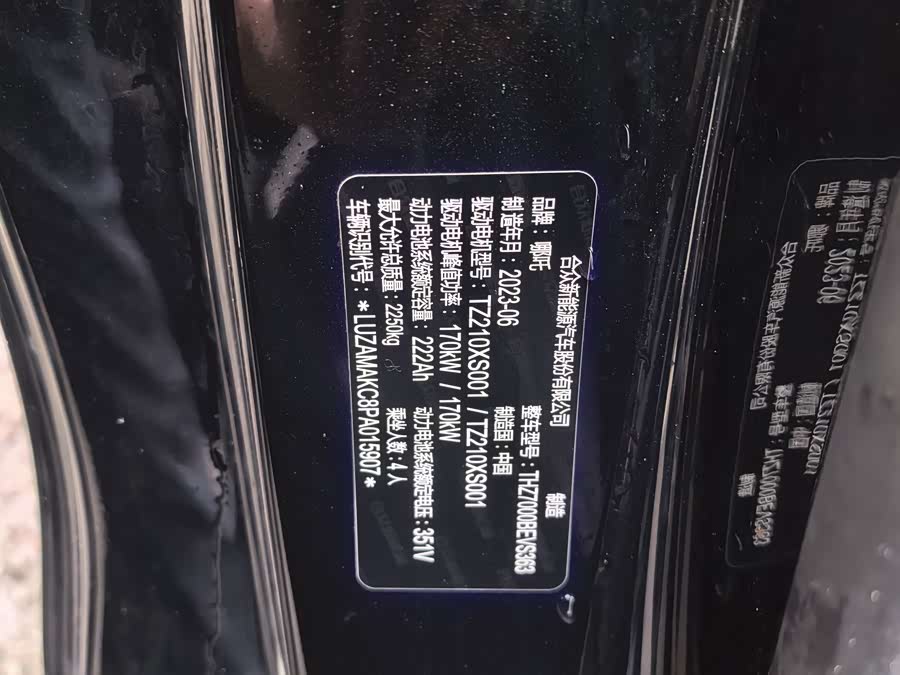 合众新能源汽车股份有限公司 制造
品牌：哪吒 整车型号：THZ7000BEVS363
制造年月：2023-06 制造国：中国
驱动电机型号：TZ210XS001 / TZ210XS001
驱动电机峰值功率：170kW / 170kW
动力电池系统额定容量：222Ah 动力电池系统额定电压：351V
最大允许总质量：2250kg 乘坐人数：4人
车辆识别代号：*LUZAMAKC8PA015907*